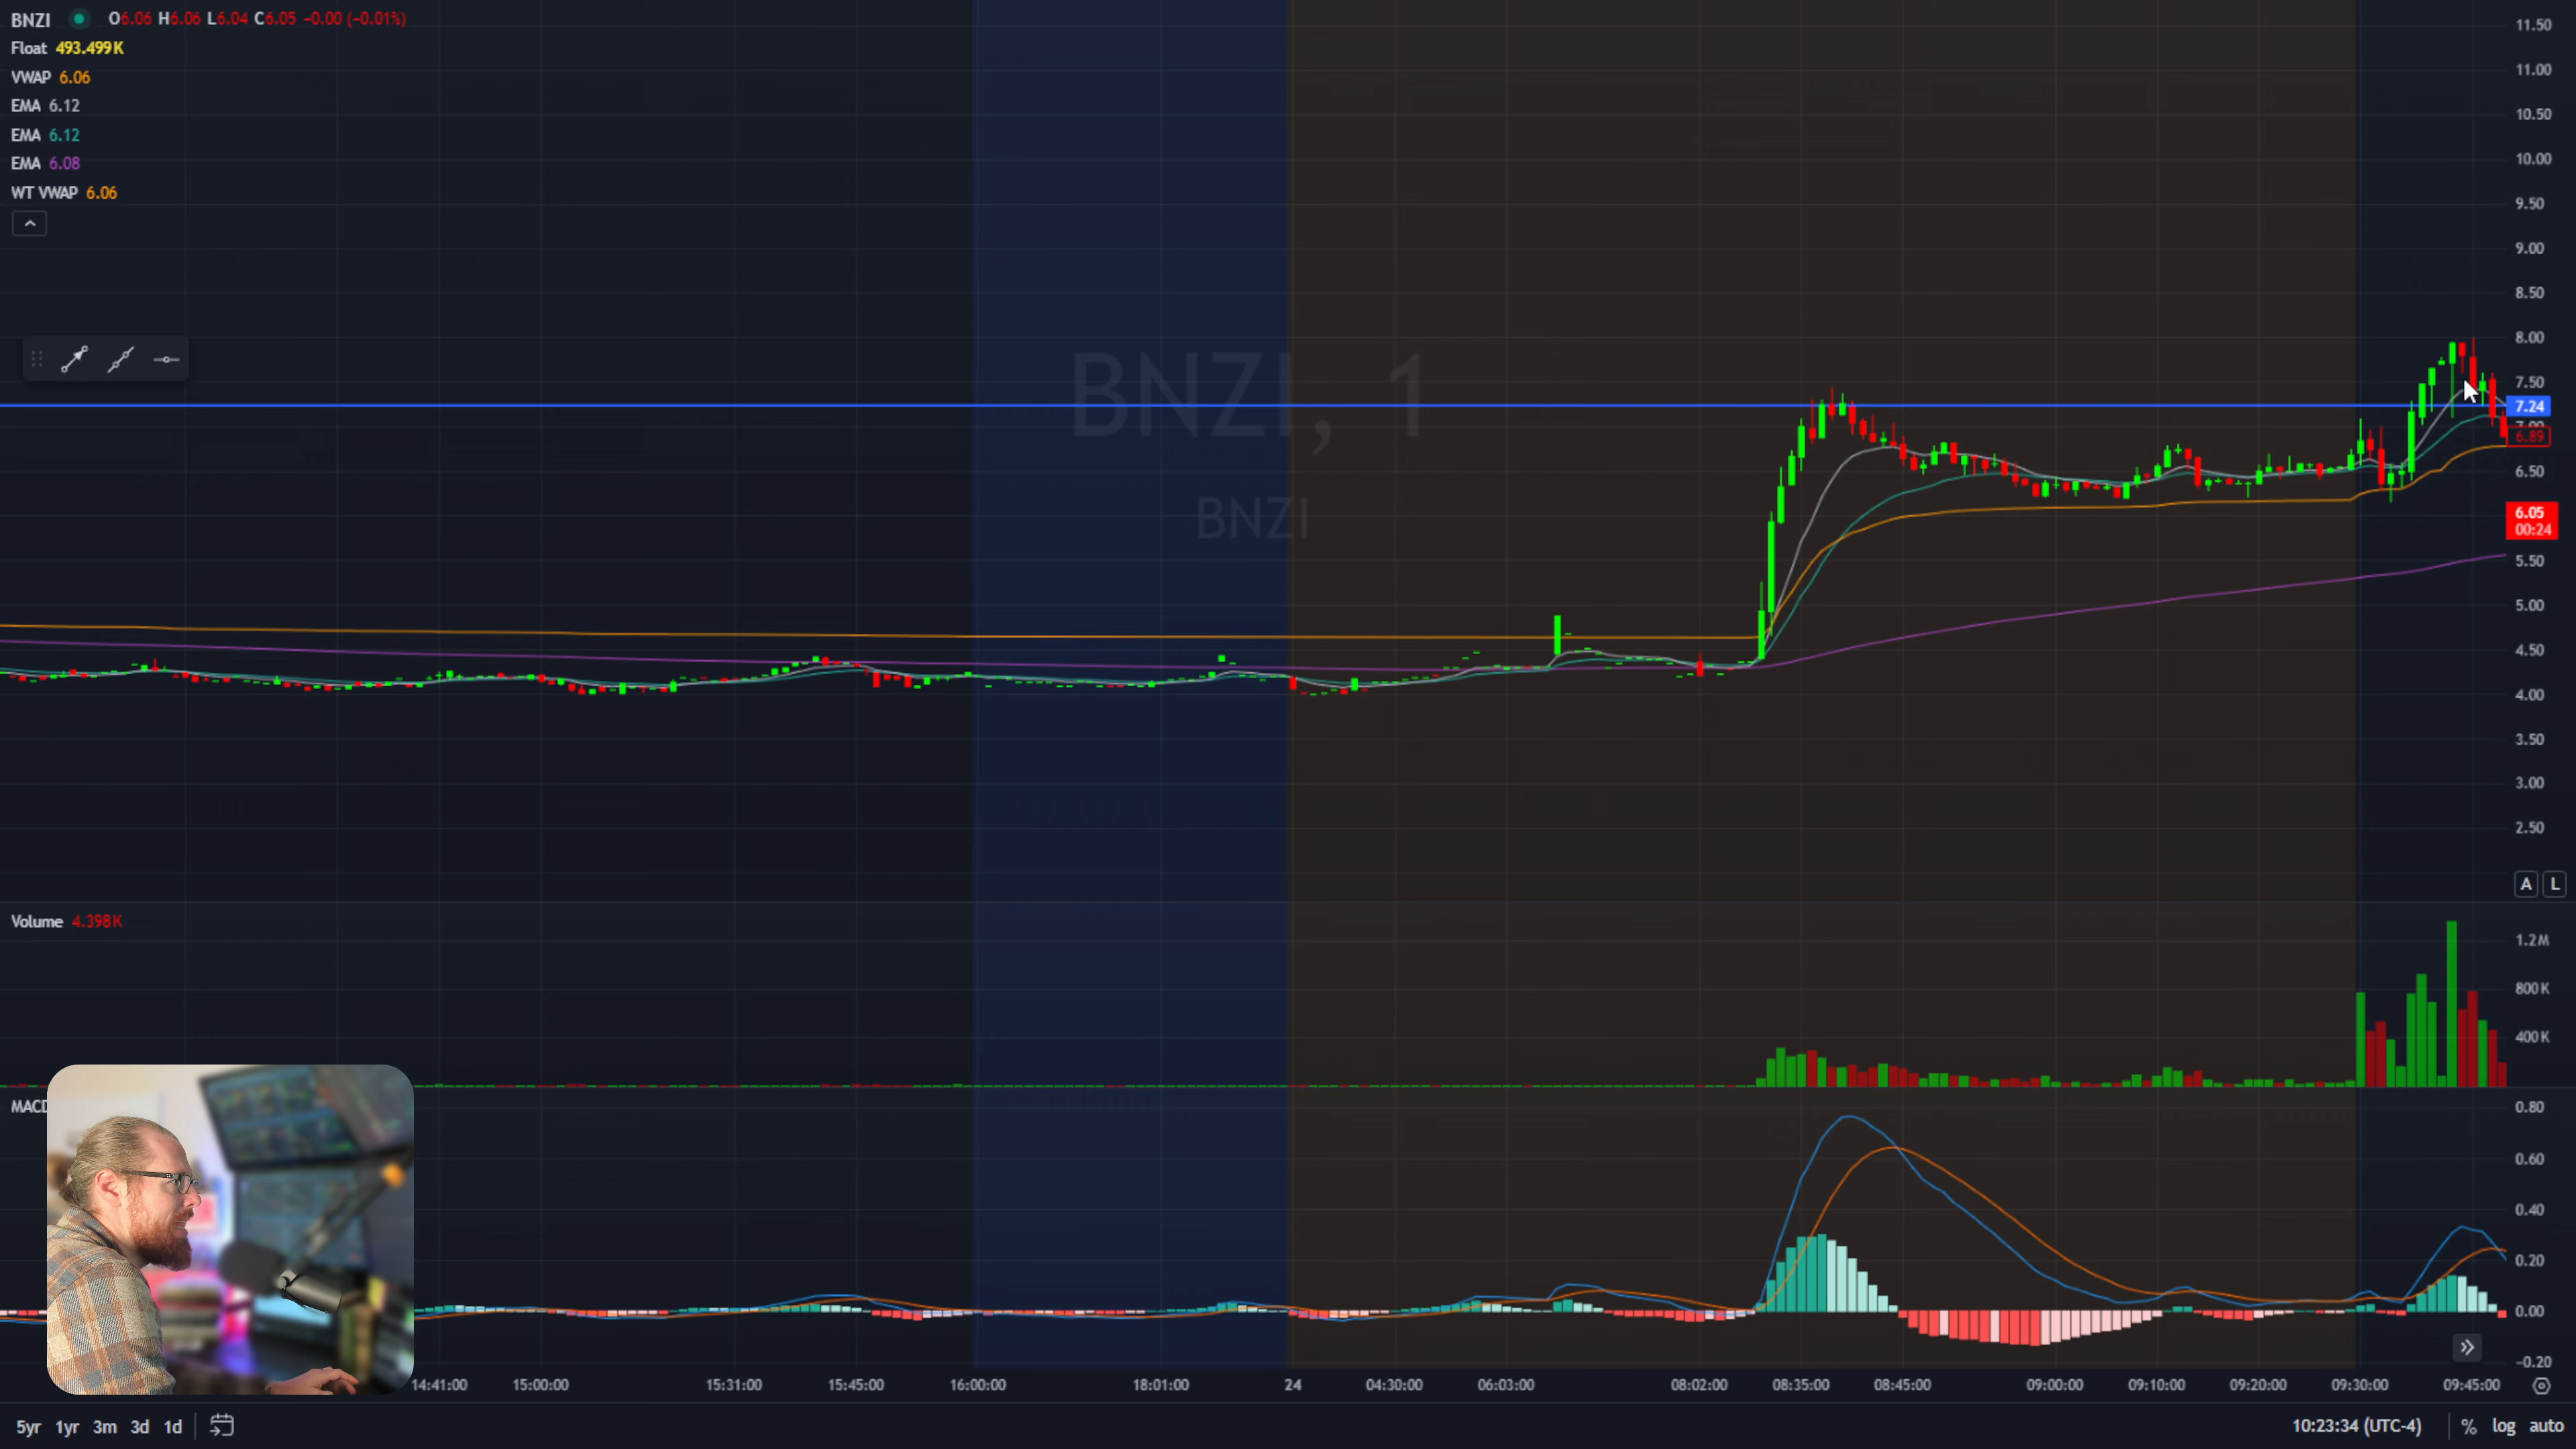 BNZI O6.06 H6.06 L6.04 C6.05 −0.00 (−0.01%)
Float 493.499K
VWAP 6.06
EMA 6.12
EMA 6.12
EMA 6.08
WT VWAP 6.06
BNZI, 1
BNZI
11.50
11.00
10.50
10.00
9.50
9.00
8.50
8.00
7.50
7.24
7.00
6.89
6.50
6.05
00:24
5.50
5.00
4.50
4.00
3.50
3.00
2.50
A L
Volume 4.398K
1.2M
800K
400K
MACD
0.80
0.60
0.40
0.20
0.00
−0.20
14:41:00 15:00:00 15:31:00 15:45:00 16:00:00 18:01:00 24 04:30:00 06:03:00 08:02:00 08:35:00 08:45:00 09:00:00 09:10:00 09:20:00 09:30:00 09:45:00
5yr 1yr 3m 3d 1d 10:23:34 (UTC-4) % log auto